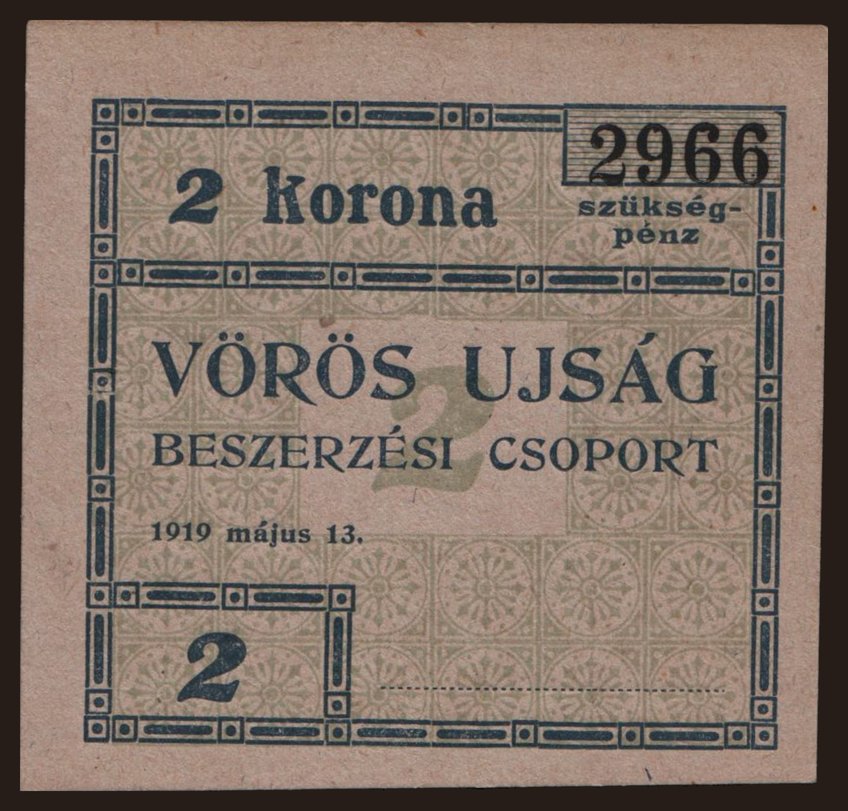 2966
2 korona
szükség-
pénz
VÖRÖS UJSÁG
2
BESZERZÉSI CSOPORT
1919 május 13.
2